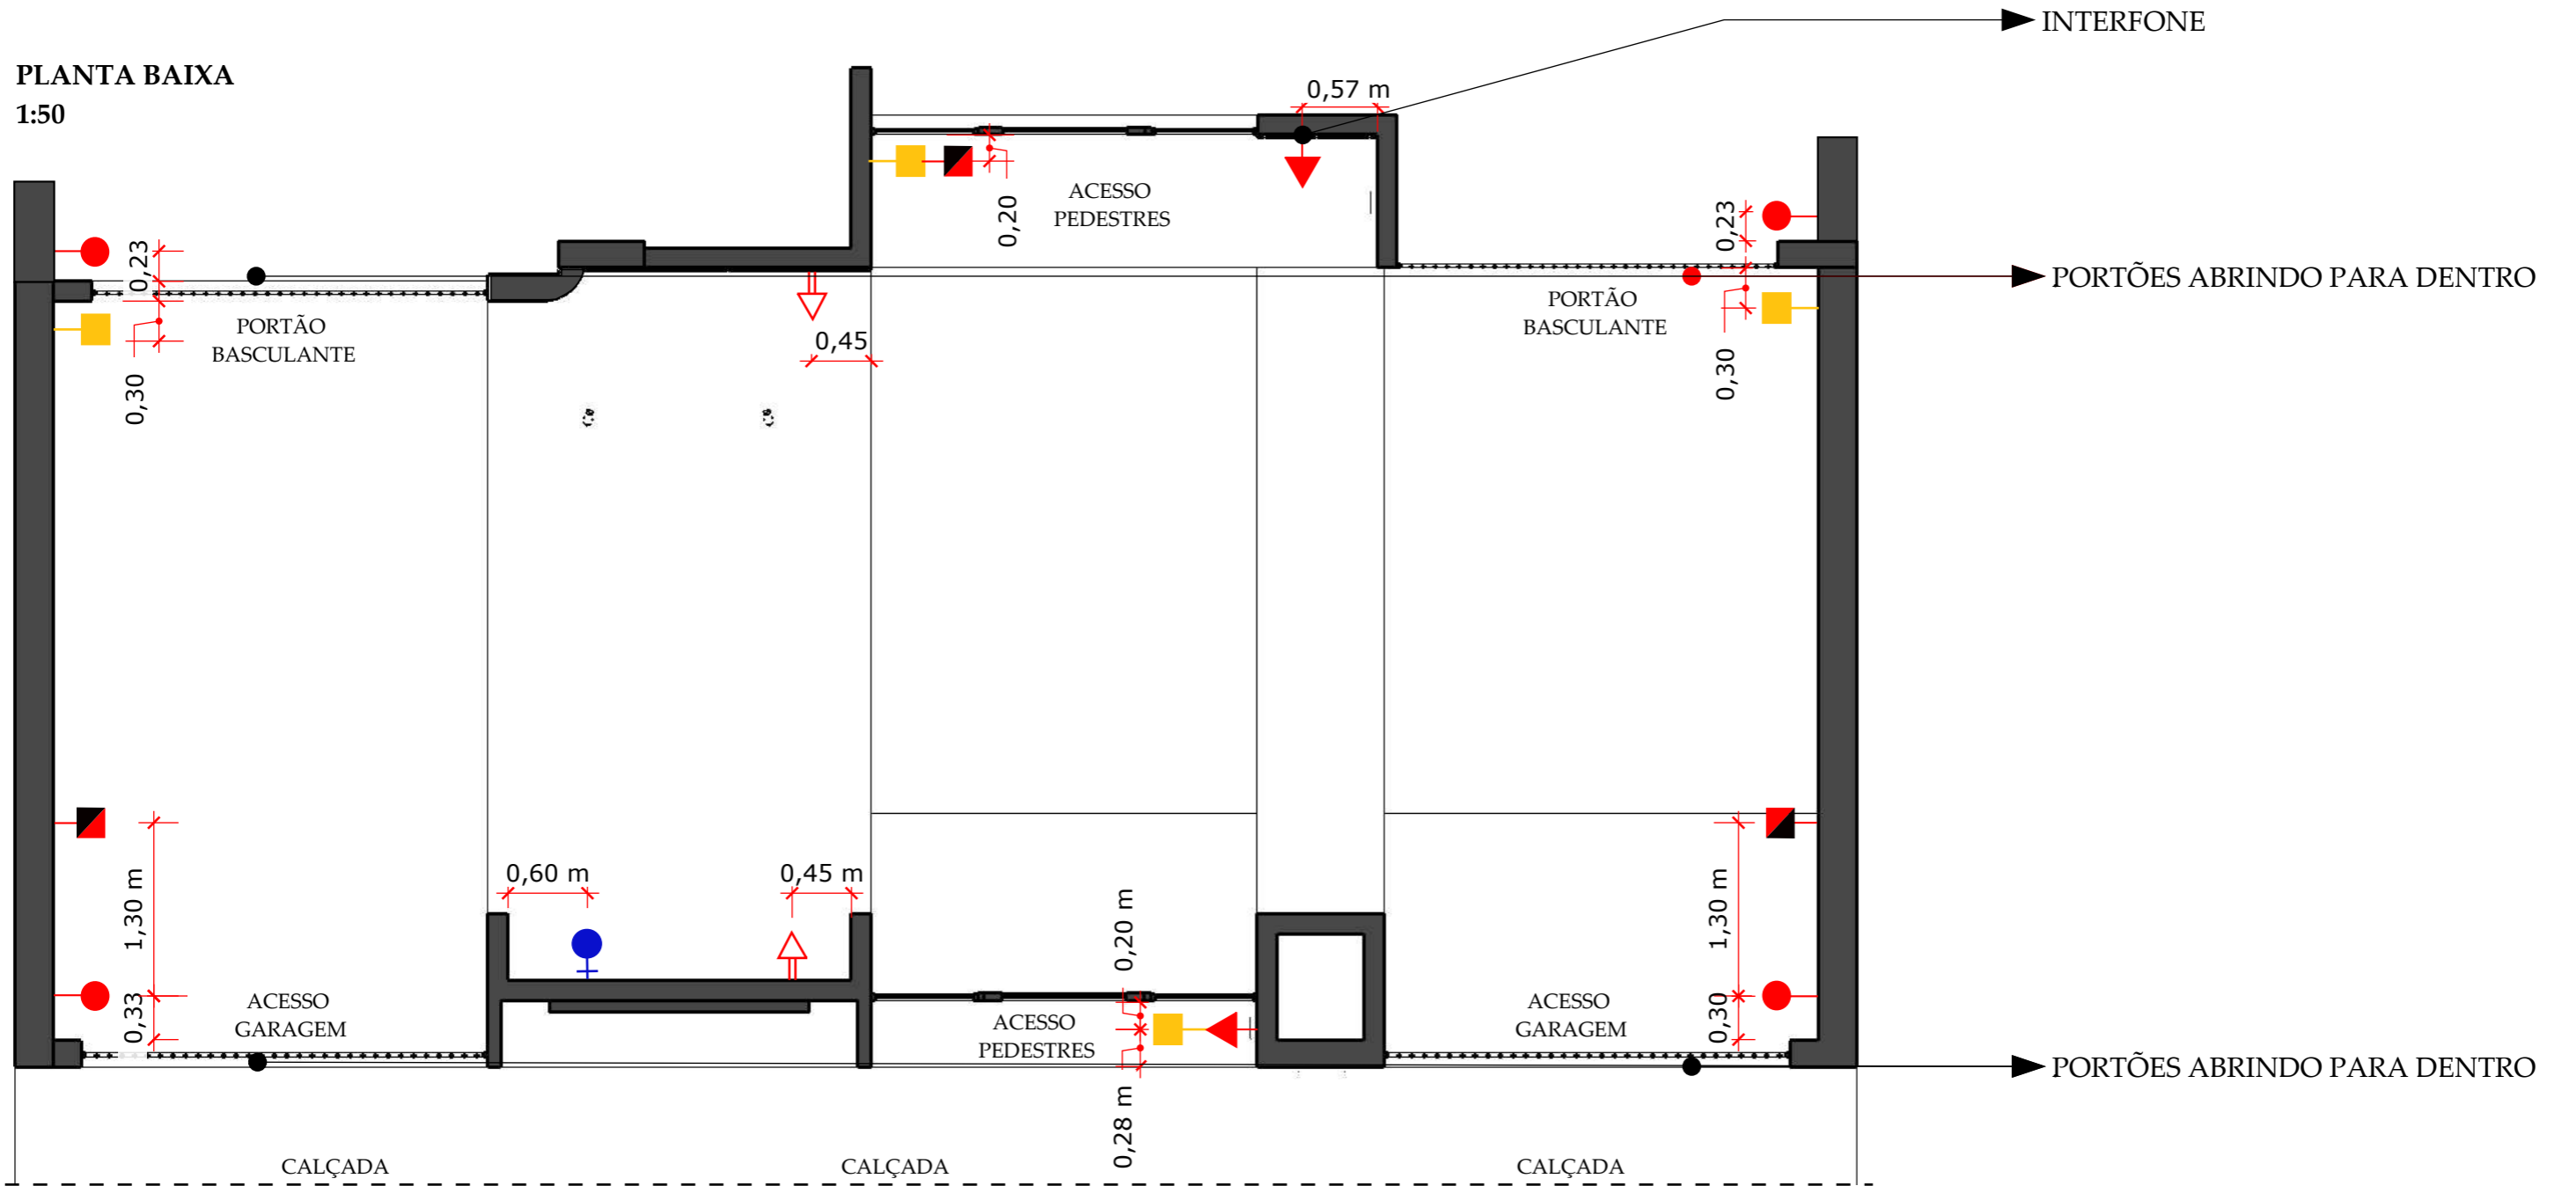 INTERFONE
PLANTA BAIXA
1:50
0,57 m
ACESSO
PEDESTRES
0,20
0,23
0,23
PORTÕES ABRINDO PARA DENTRO
PORTÃO
BASCULANTE
PORTÃO
BASCULANTE
0,45
0,30
0,30
0,60 m
0,45 m
1,30 m
0,20 m
1,30 m
0,33
ACESSO
GARAGEM
ACESSO
PEDESTRES
ACESSO
GARAGEM
0,30
PORTÕES ABRINDO PARA DENTRO
0,28 m
CALÇADA
CALÇADA
CALÇADA